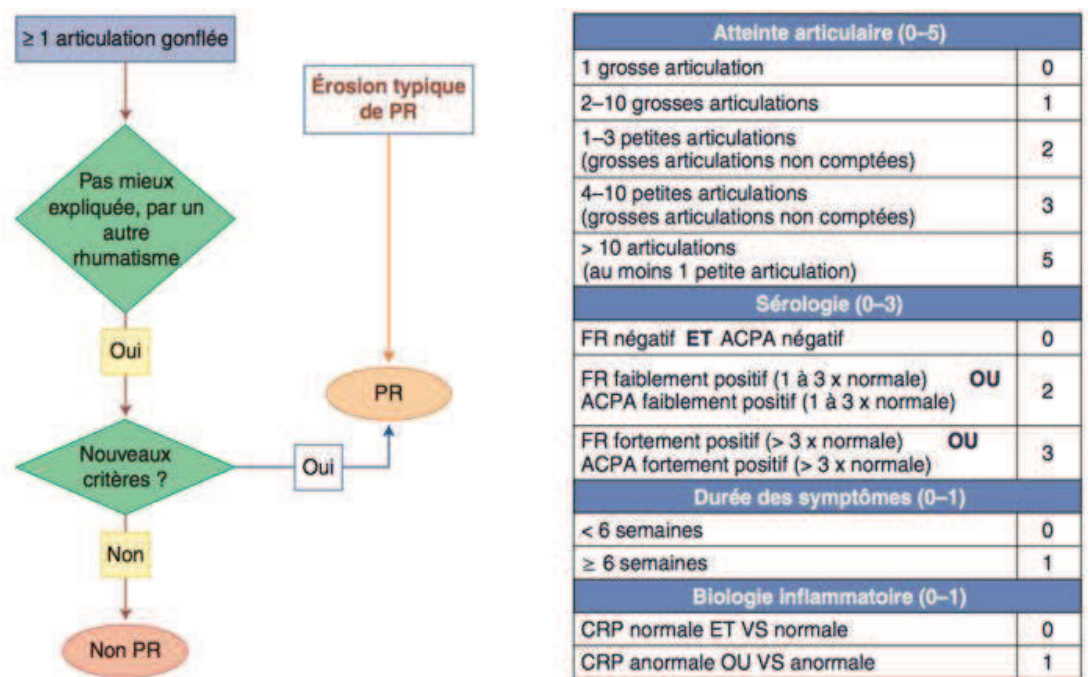 ≥ 1 articulation gonflée
Érosion typique
de PR
Pas mieux
expliquée, par un
autre
rhumatisme
Oui
PR
Nouveaux
critères ?
Oui
Non
Non PR
Atteinte articulaire (0–5)
1 grosse articulation 0
2–10 grosses articulations 1
1–3 petites articulations
(grosses articulations non comptées) 2
4–10 petites articulations
(grosses articulations non comptées) 3
> 10 articulations
(au moins 1 petite articulation) 5
Sérologie (0–3)
FR négatif ET ACPA négatif 0
FR faiblement positif (1 à 3 x normale) OU
ACPA faiblement positif (1 à 3 x normale) 2
FR fortement positif (> 3 x normale) OU
ACPA fortement positif (> 3 x normale) 3
Durée des symptômes (0–1)
< 6 semaines 0
≥ 6 semaines 1
Biologie inflammatoire (0–1)
CRP normale ET VS normale 0
CRP anormale OU VS anormale 1